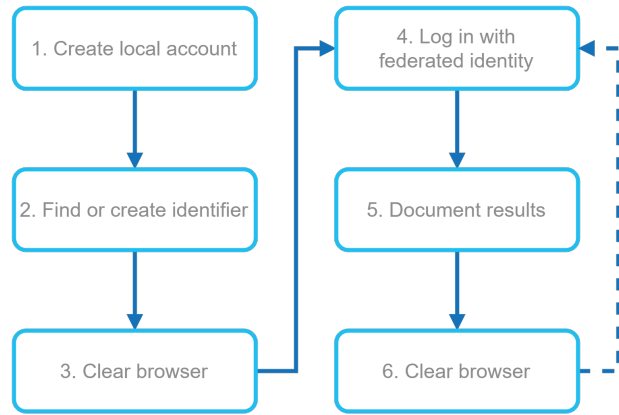 1. Create local account
2. Find or create identifier
3. Clear browser
4. Log in with
federated identity
5. Document results
6. Clear browser